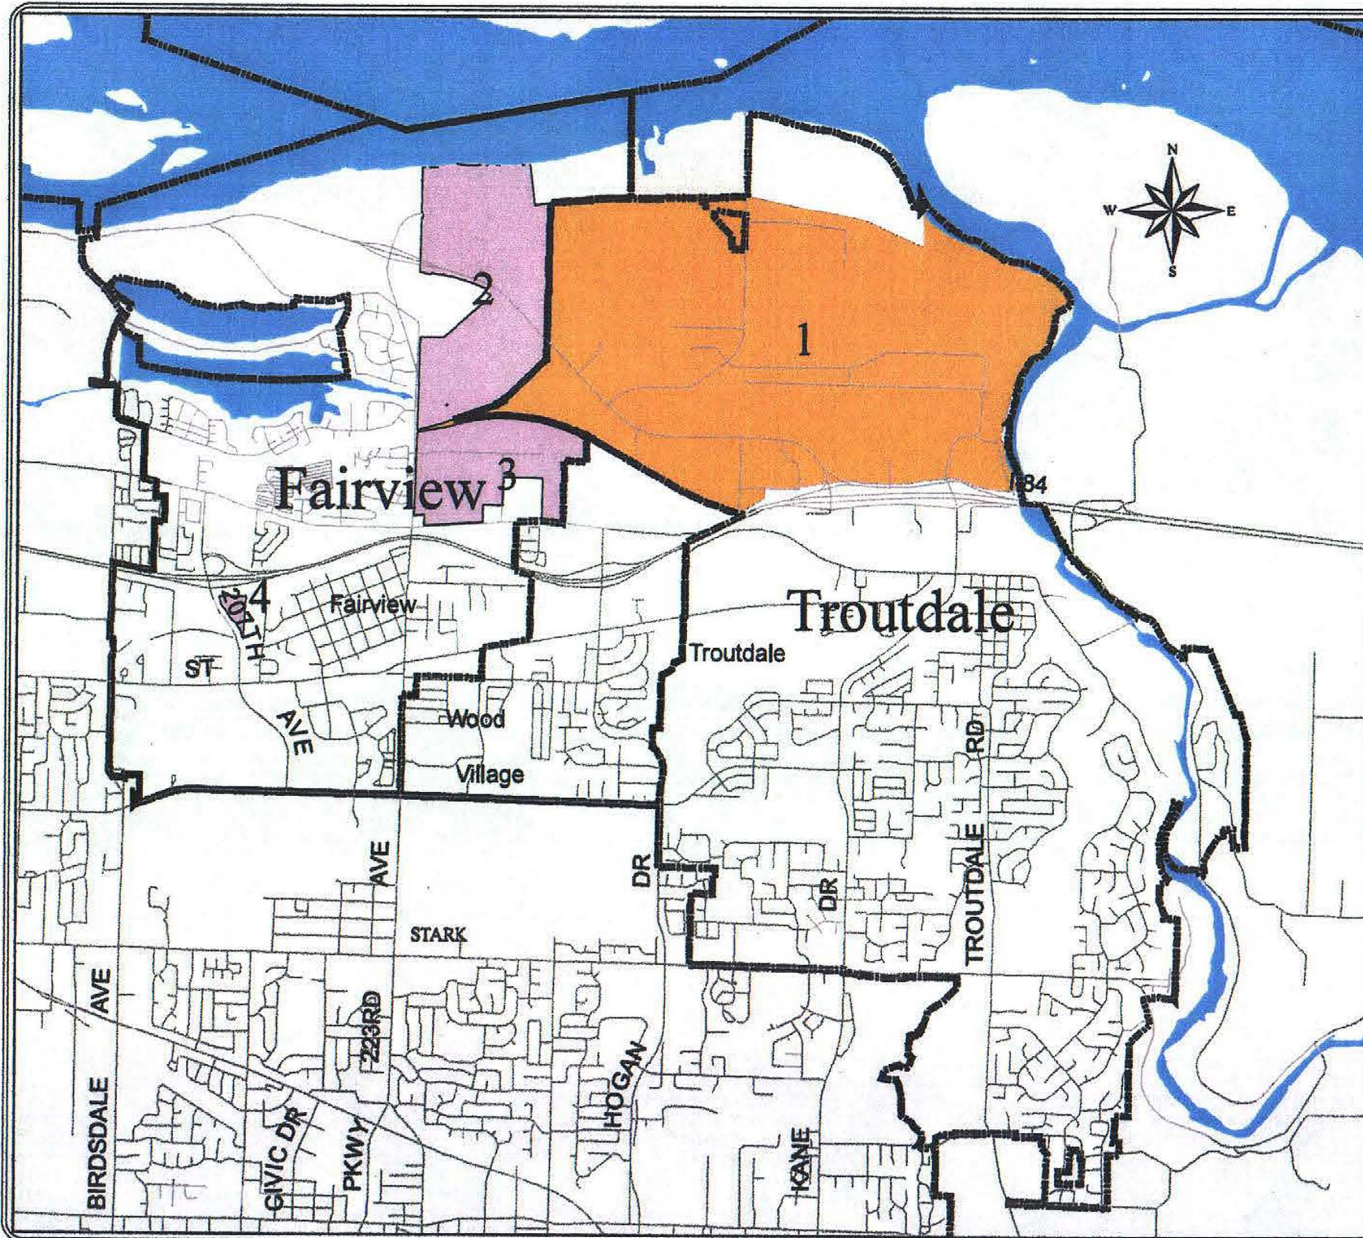 N
W E
S
2
1
Fairview 3
I-84
4
207TH
Fairview
Troutdale
ST
Troutdale
AVE
Wood
RD
Village
AVE
DR
DR
TROUTDALE
STARK
AVE
223RD
HOGAN
BIRDSDALE
CIVIC DR
PKWY
KANE